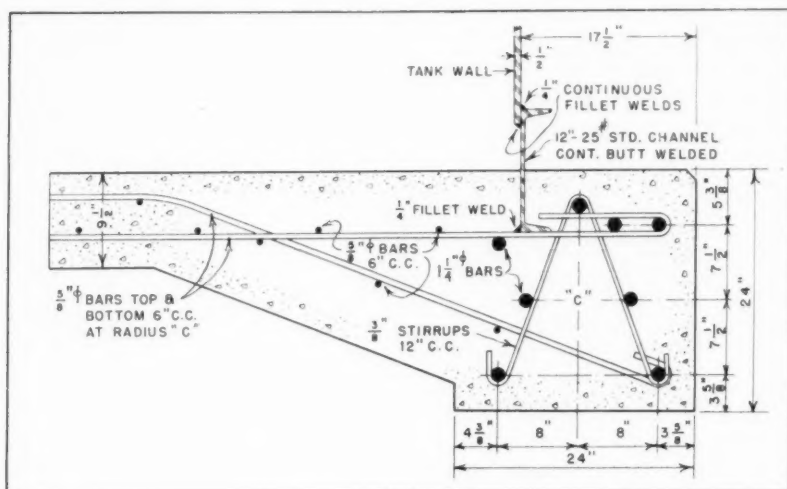 17 1/2"
1/2"
TANK WALL
1/4" CONTINUOUS
FILLET WELDS
12"-25# STD. CHANNEL
CONT. BUTT WELDED
1/4" FILLET WELD
9 1/2"
5 3/8"
7 1/2"
7 1/2"
3 5/8"
24"
5/8"ϕ BARS
6" C.C.
1 1/4"ϕ
BARS
"C"
5/8"ϕ BARS TOP &
BOTTOM 6" C.C.
AT RADIUS "C"
3/8" STIRRUPS
12" C.C.
4 3/8"
8"
8"
3 5/8"
24"